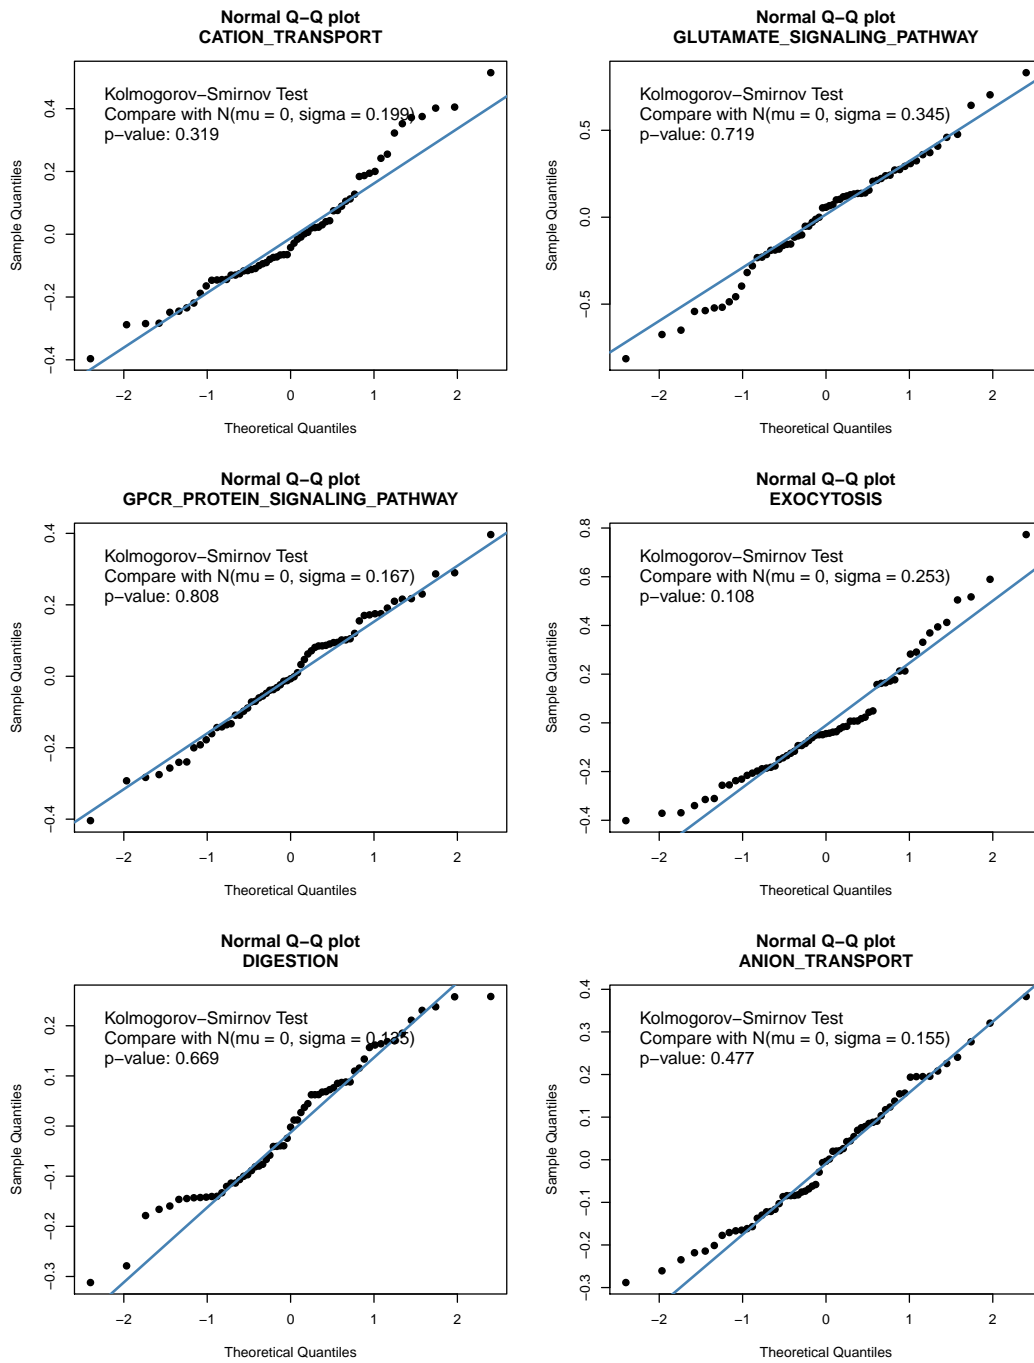 Normal Q−Q plot
CATION_TRANSPORT
Kolmogorov−Smirnov Test
Compare with N(mu = 0, sigma = 0.199)
p−value: 0.319
Sample Quantiles
0.4
0.2
0.0
−0.2
−0.4
−2
−1
0
1
2
Theoretical Quantiles
Normal Q−Q plot
GLUTAMATE_SIGNALING_PATHWAY
Kolmogorov−Smirnov Test
Compare with N(mu = 0, sigma = 0.345)
p−value: 0.719
Sample Quantiles
0.5
0.0
−0.5
−2
−1
0
1
2
Theoretical Quantiles
Normal Q−Q plot
GPCR_PROTEIN_SIGNALING_PATHWAY
Kolmogorov−Smirnov Test
Compare with N(mu = 0, sigma = 0.167)
p−value: 0.808
Sample Quantiles
0.4
0.2
0.0
−0.2
−0.4
−2
−1
0
1
2
Theoretical Quantiles
Normal Q−Q plot
EXOCYTOSIS
Kolmogorov−Smirnov Test
Compare with N(mu = 0, sigma = 0.253)
p−value: 0.108
Sample Quantiles
0.8
0.6
0.4
0.2
0.0
−0.2
−0.4
−2
−1
0
1
2
Theoretical Quantiles
Normal Q−Q plot
DIGESTION
Kolmogorov−Smirnov Test
Compare with N(mu = 0, sigma =
p−value: 0.669
Sample Quantiles
0.2
0.1
0.0
−0.1
−0.2
−0.3
−2
−1
0
1
2
Theoretical Quantiles
Normal Q−Q plot
ANION_TRANSPORT
Kolmogorov−Smirnov Test
Compare with N(mu = 0, sigma = 0.155)
p−value: 0.477
Sample Quantiles
0.4
0.3
0.2
0.1
0.0
−0.1
−0.2
−0.3
−2
−1
0
1
2
Theoretical Quantiles